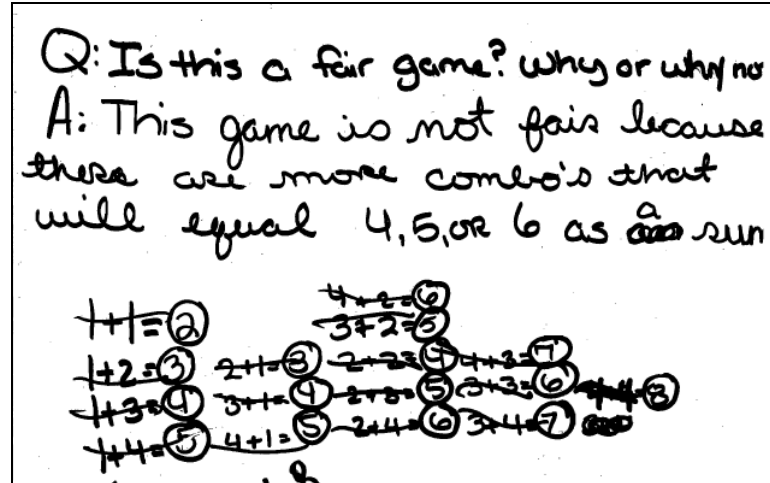 Q: Is this a fair game? Why or why no
A: This game is not fair because
there are more combo's that
will equal 4,5,OR 6 as a sum
4+2=6
1+1=2 3+2=5
1+2=3 2+1=3 2+2=4 4+3=7
1+3=4 3+1=4 2+3=5 3+3=6 4+4=8
1+4=5 4+1=5 2+4=6 3+4=7